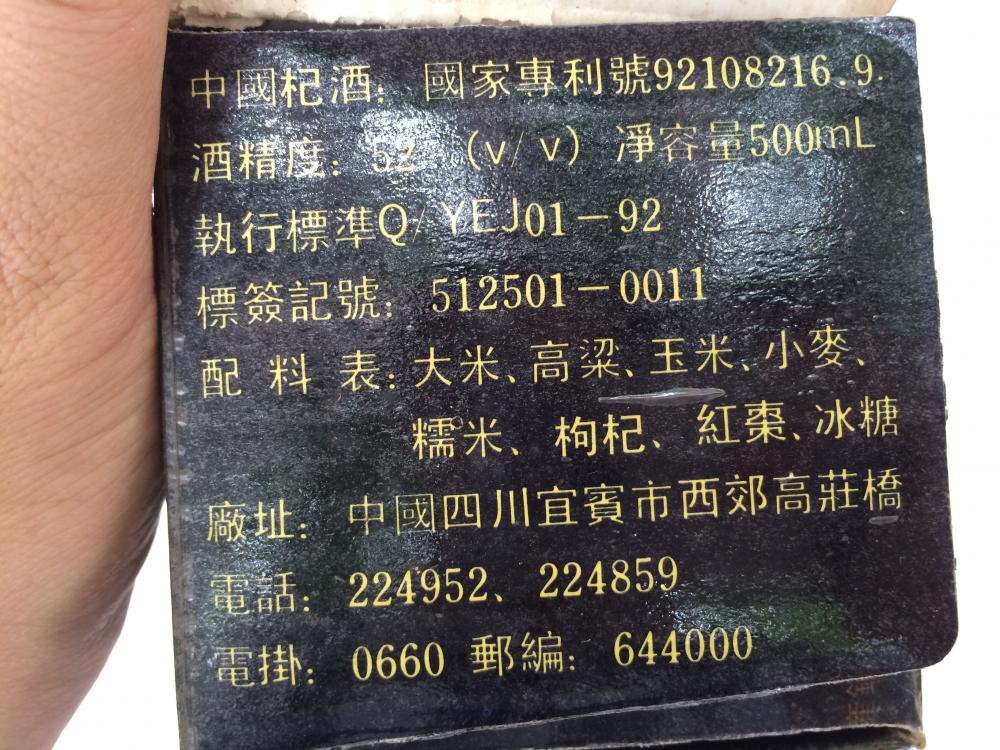 中國杞酒：國家專利號92108216.9
酒精度：52 （v/v） 凈容量500mL
執行標準Q/YEJ01－92
標簽記號：512501－0011
配料表：大米、高粱、玉米、小麥、
糯米、枸杞、紅棗、冰糖
廠址：中國四川宜賓市西郊高莊橋
電話：224952、224859
電掛：0660 郵編：644000